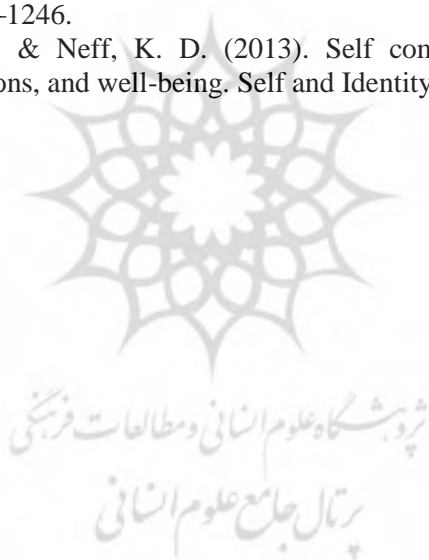 –1246.
& Neff, K. D. (2013). Self con
ons, and well-being. Self and Identity
پژوهشگاه علوم انسانی و مطالعات فرهنگی
پرتال جامع علوم انسانی